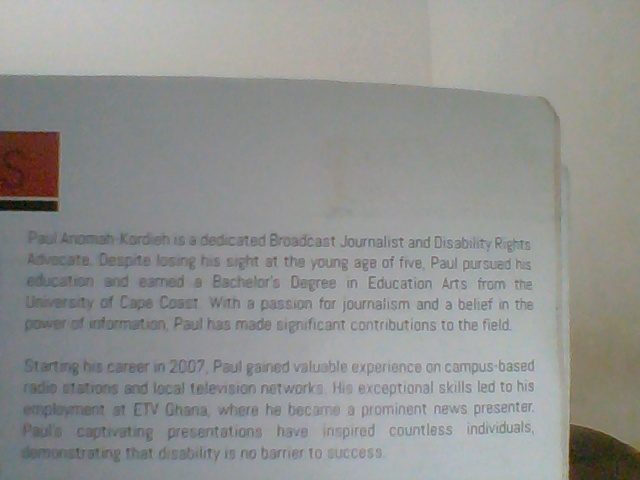 S
Paul Anomah-Kordieh is a dedicated Broadcast Journalist and Disability Rights
Advocate. Despite losing his sight at the young age of five, Paul pursued his
education and earned a Bachelor's Degree in Education Arts from the
University of Cape Coast. With a passion for journalism and a belief in the
power of information, Paul has made significant contributions to the field.
Starting his career in 2007, Paul gained valuable experience on campus-based
radio stations and local television networks. His exceptional skills led to his
employment at ETV Ghana, where he became a prominent news presenter.
Paul's captivating presentations have inspired countless individuals,
demonstrating that disability is no barrier to success.